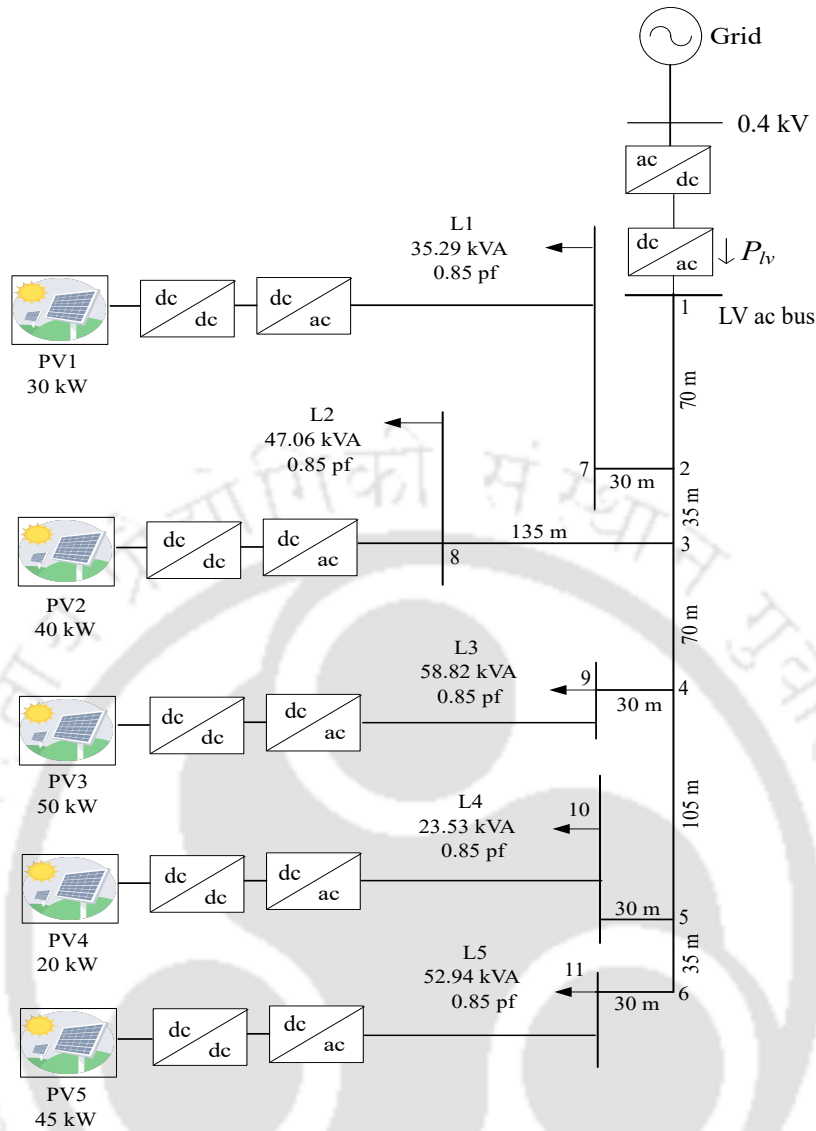 Grid
0.4 kV
ac
dc
dc
ac
↓ P_lv
1
LV ac bus
L1
35.29 kVA
0.85 pf
dc
dc
dc
ac
PV1
30 kW
70 m
7
30 m
2
L2
47.06 kVA
0.85 pf
35 m
dc
dc
dc
ac
135 m
8
3
PV2
40 kW
70 m
L3
58.82 kVA
0.85 pf
9
30 m
4
dc
dc
dc
ac
PV3
50 kW
105 m
L4
23.53 kVA
0.85 pf
10
dc
dc
dc
ac
PV4
20 kW
30 m
5
35 m
L5
52.94 kVA
0.85 pf
11
30 m
6
dc
dc
dc
ac
PV5
45 kW